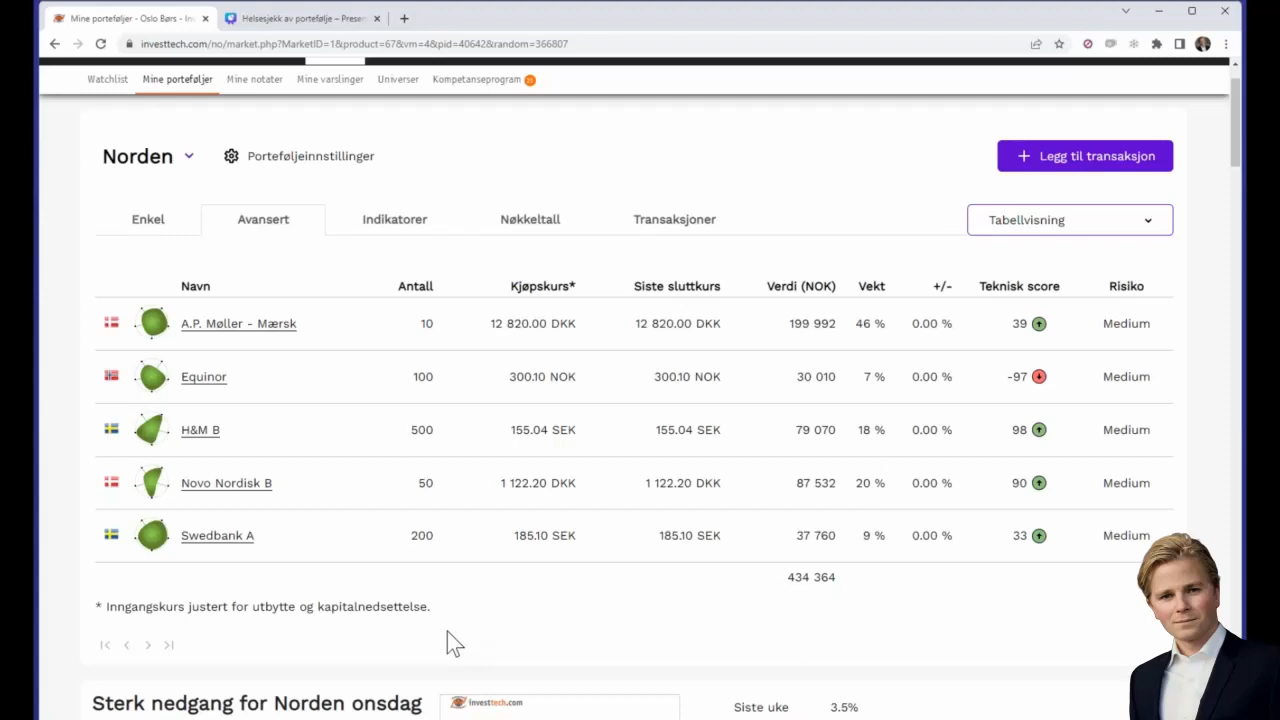 Mine porteføljer - Oslo Børs - Inv
Helsesjekk av portefølje – Presen
investtech.com/no/market.php?MarketID=1&product=67&vm=4&pid=40642&random=366807
Watchlist Mine porteføljer Mine notater Mine varslinger Universer Kompetanseprogram
Norden Porteføljeinnstillinger + Legg til transaksjon
Enkel Avansert Indikatorer Nøkkeltall Transaksjoner Tabellvisning
Navn Antall Kjøpskurs* Siste sluttkurs Verdi (NOK) Vekt +/- Teknisk score Risiko
A.P. Møller - Mærsk 10 12 820.00 DKK 12 820.00 DKK 199 992 46 % 0.00 % 39 Medium
Equinor 100 300.10 NOK 300.10 NOK 30 010 7 % 0.00 % -97 Medium
H&M B 500 155.04 SEK 155.04 SEK 79 070 18 % 0.00 % 98 Medium
Novo Nordisk B 50 1 122.20 DKK 1 122.20 DKK 87 532 20 % 0.00 % 90 Medium
Swedbank A 200 185.10 SEK 185.10 SEK 37 760 9 % 0.00 % 33 Medium
434 364
* Inngangskurs justert for utbytte og kapitalnedsettelse.
Sterk nedgang for Norden onsdag investtech.com Siste uke 3.5%